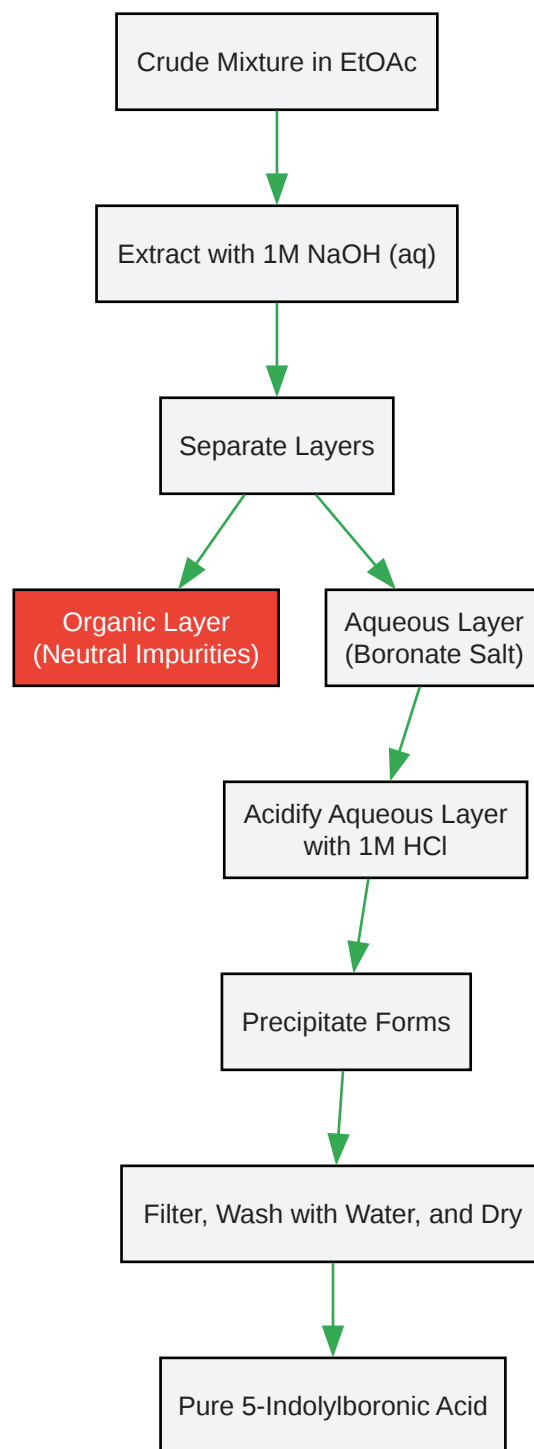 Crude Mixture in EtOAc
Extract with 1M NaOH (aq)
Separate Layers
Organic Layer
(Neutral Impurities)
Aqueous Layer
(Boronate Salt)
Acidify Aqueous Layer
with 1M HCl
Precipitate Forms
Filter, Wash with Water, and Dry
Pure 5-Indolylboronic Acid